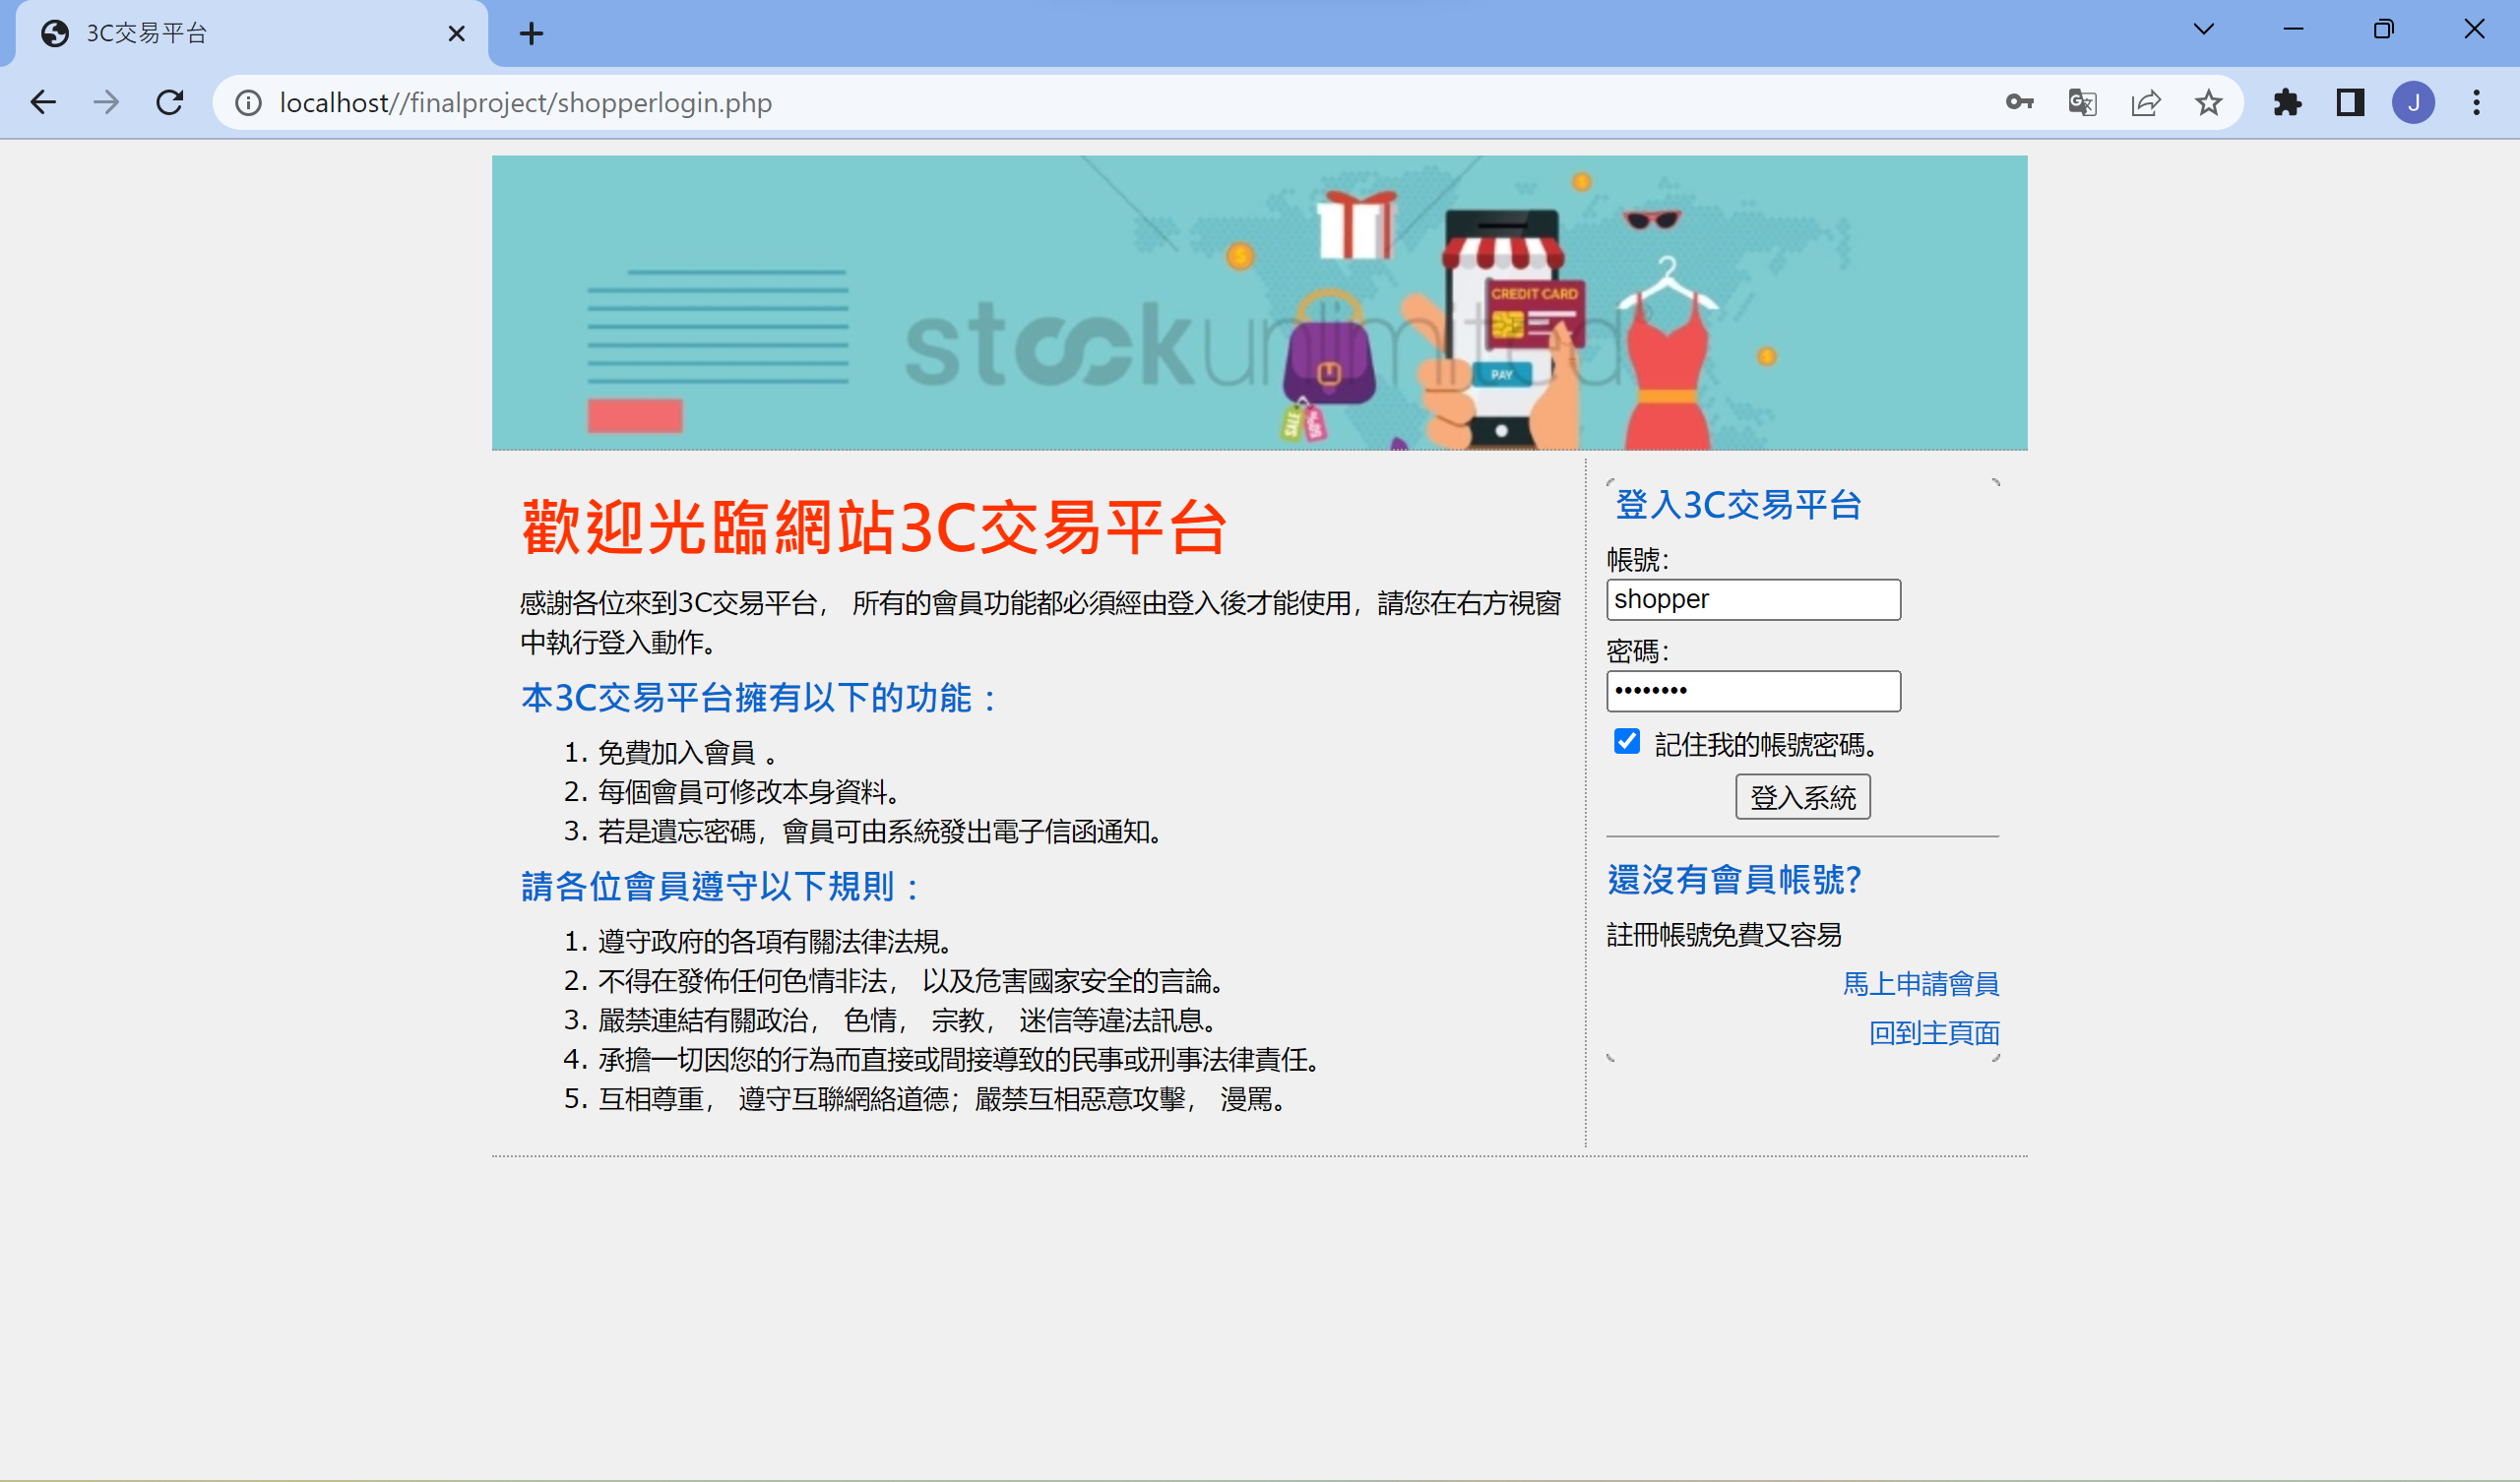 3C交易平台
localhost//finalproject/shopperlogin.php
J
CREDIT CARD
stockunlimited
PAY
SALE
歡迎光臨網站3C交易平台
感謝各位來到3C交易平台， 所有的會員功能都必須經由登入後才能使用，請您在右方視窗
中執行登入動作。
本3C交易平台擁有以下的功能：
1. 免費加入會員 。
2. 每個會員可修改本身資料。
3. 若是遺忘密碼，會員可由系統發出電子信函通知。
請各位會員遵守以下規則：
1. 遵守政府的各項有關法律法規。
2. 不得在發佈任何色情非法， 以及危害國家安全的言論。
3. 嚴禁連結有關政治， 色情， 宗教， 迷信等違法訊息。
4. 承擔一切因您的行為而直接或間接導致的民事或刑事法律責任。
5. 互相尊重， 遵守互聯網絡道德；嚴禁互相惡意攻擊， 漫罵。
登入3C交易平台
帳號：
shopper
密碼：
••••••••
記住我的帳號密碼。
登入系統
還沒有會員帳號?
註冊帳號免費又容易
馬上申請會員
回到主頁面